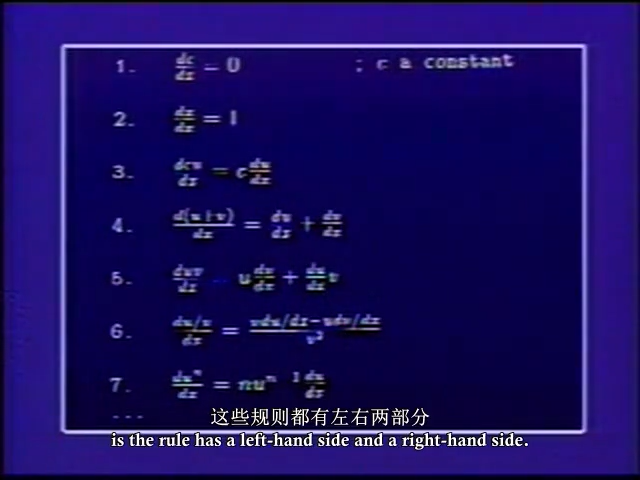 1. dc/dx = 0 ; c a constant
2. dx/dx = 1
3. dcu/dx = c du/dx
4. d(u+v)/dx = du/dx + dv/dx
5. duv/dx = u dv/dx + du/dx v
6. du/v/dx = vdu/dx-udv/dx / v²
7. duⁿ/dx = nuⁿ⁻¹ du/dx
...
这些规则都有左右两部分
is the rule has a left-hand side and a right-hand side.